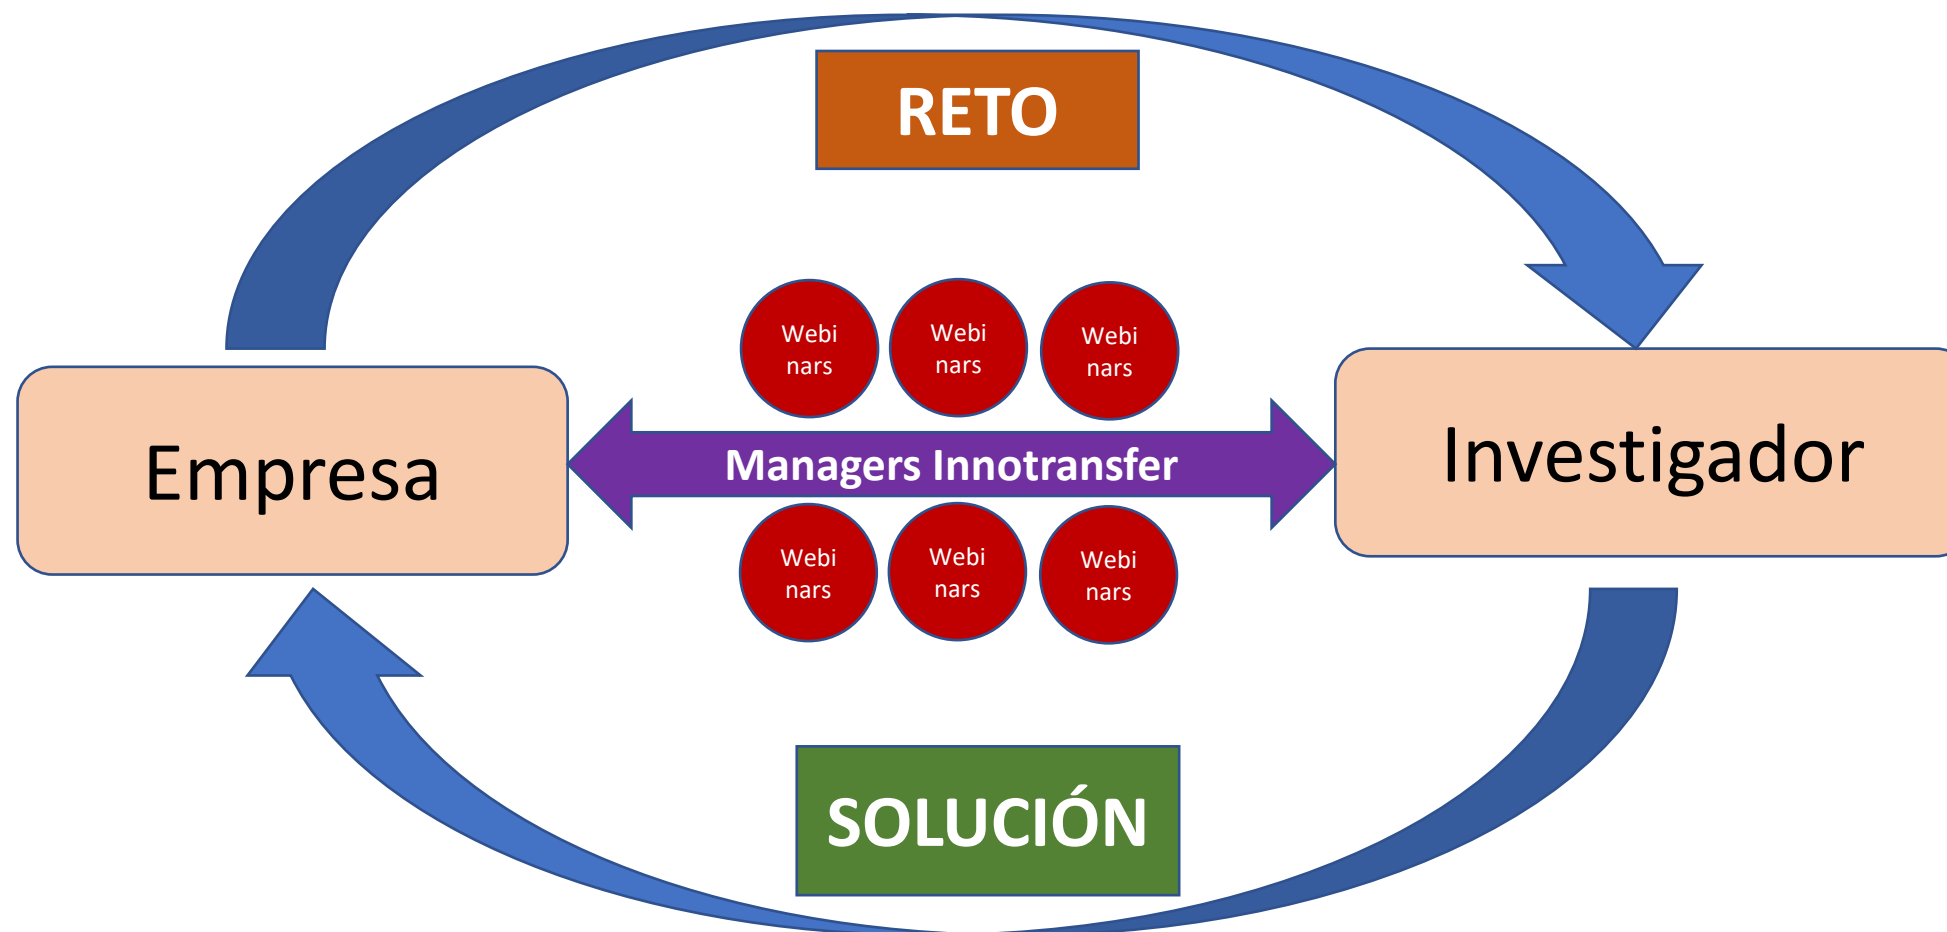 RETO
Webi
nars
Webi
nars
Webi
nars
Empresa
Managers Innotransfer
Investigador
Webi
nars
Webi
nars
Webi
nars
SOLUCIÓN